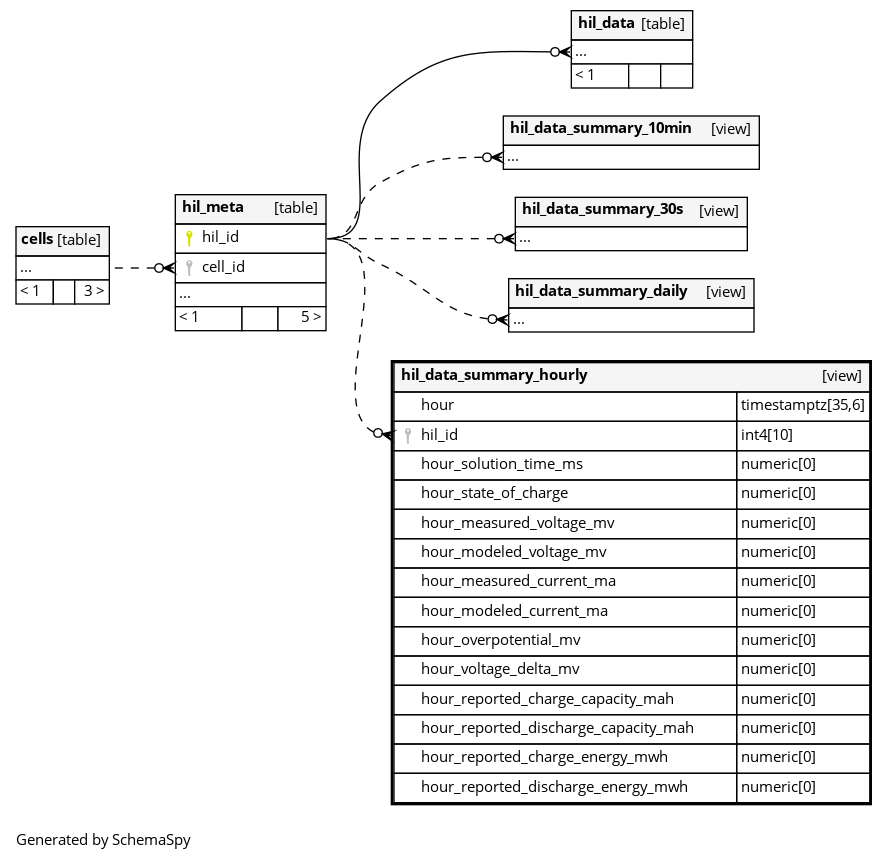 hil_data [table]
...
< 1
hil_data_summary_10min [view]
...
hil_meta [table]
hil_id
cell_id
...
< 1 5 >
hil_data_summary_30s [view]
...
cells [table]
...
< 1 3 >
hil_data_summary_daily [view]
...
hil_data_summary_hourly [view]
hour timestamptz[35,6]
hil_id int4[10]
hour_solution_time_ms numeric[0]
hour_state_of_charge numeric[0]
hour_measured_voltage_mv numeric[0]
hour_modeled_voltage_mv numeric[0]
hour_measured_current_ma numeric[0]
hour_modeled_current_ma numeric[0]
hour_overpotential_mv numeric[0]
hour_voltage_delta_mv numeric[0]
hour_reported_charge_capacity_mah numeric[0]
hour_reported_discharge_capacity_mah numeric[0]
hour_reported_charge_energy_mwh numeric[0]
hour_reported_discharge_energy_mwh numeric[0]
Generated by SchemaSpy